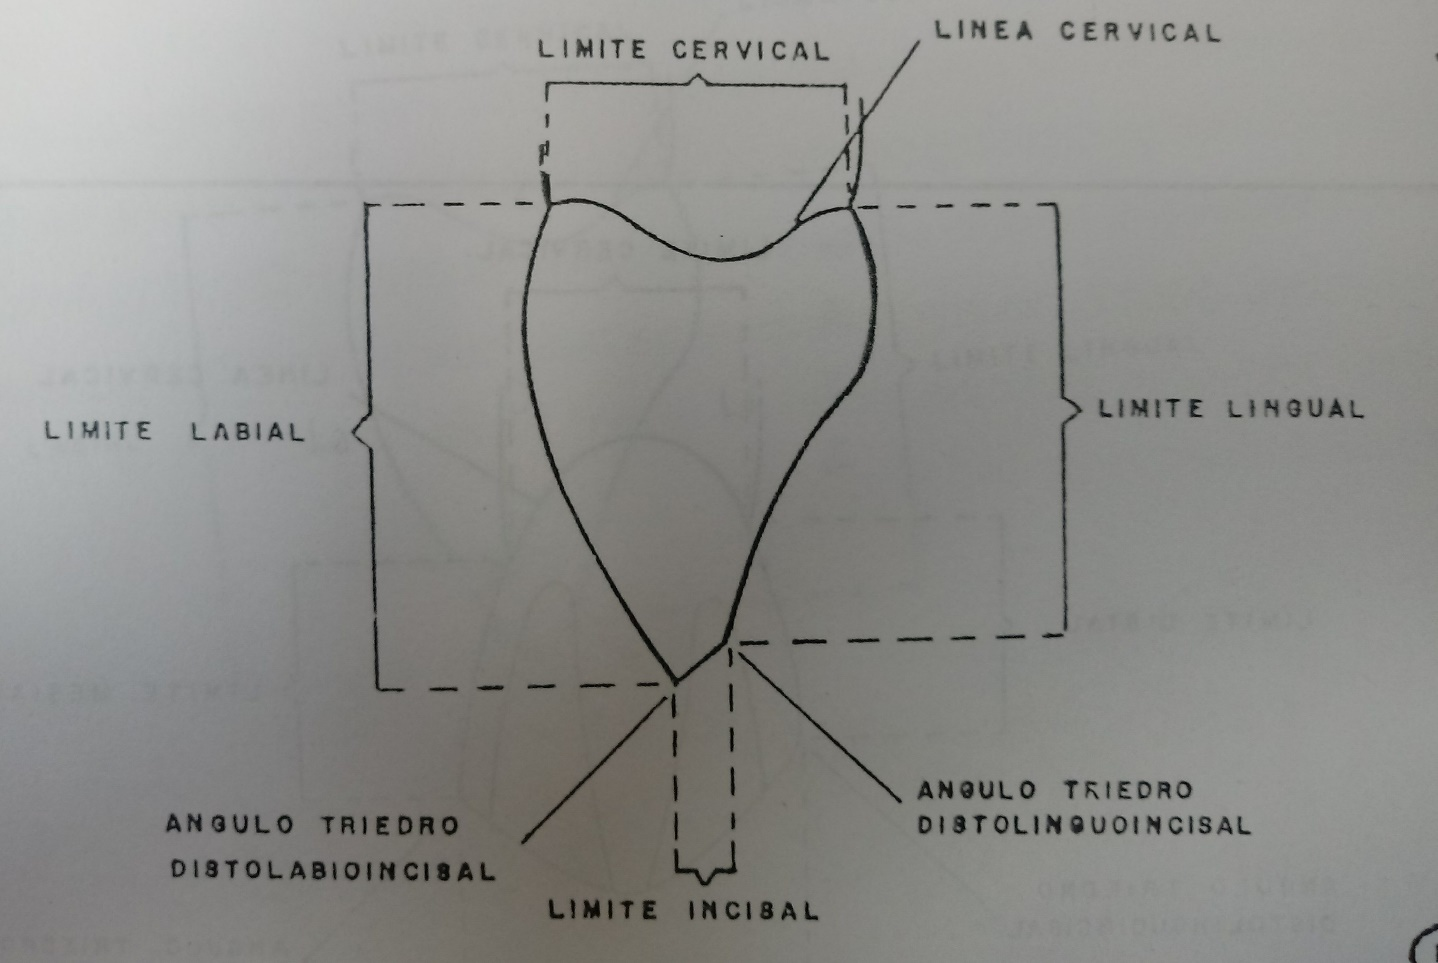 LIMITE CERVICAL
LINEA CERVICAL
LIMITE LABIAL
LIMITE LINGUAL
ANGULO TRIEDRO
DISTOLABIOINCISAL
ANGULO TRIEDRO
DISTOLINGUOINCISAL
LIMITE INCISAL